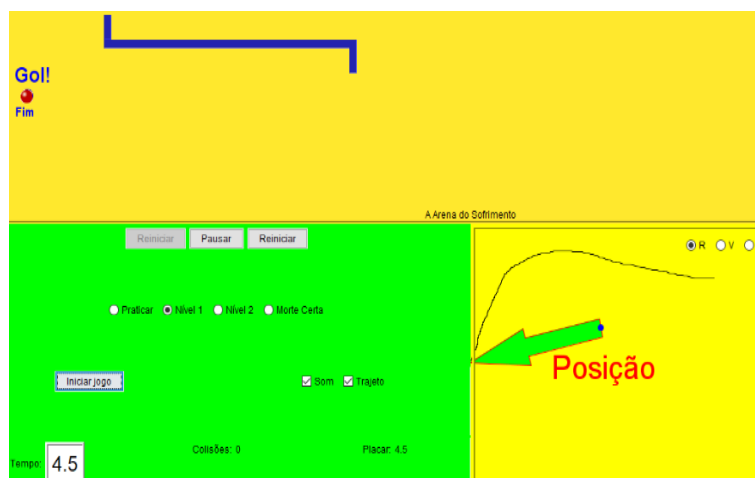 Gol!
Fim
A Arena do Sofrimento
Reiniciar Pausar Reiniciar
R V
Praticar Nível 1 Nível 2 Morte Certa
Posição
Iniciar jogo Som Trajeto
Colisões: 0 Placar: 4.5
Tempo: 4.5